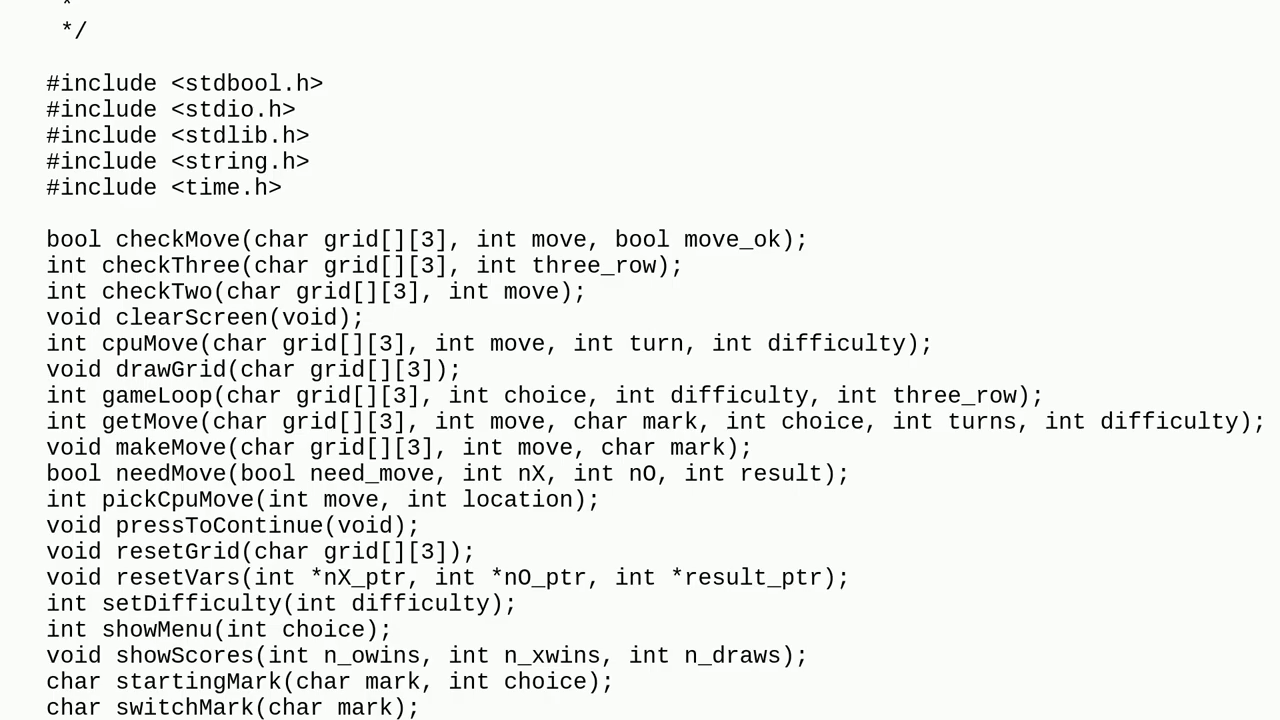 *
*/
#include <stdbool.h>
#include <stdio.h>
#include <stdlib.h>
#include <string.h>
#include <time.h>
bool checkMove(char grid[][3], int move, bool move_ok);
int checkThree(char grid[][3], int three_row);
int checkTwo(char grid[][3], int move);
void clearScreen(void);
int cpuMove(char grid[][3], int move, int turn, int difficulty);
void drawGrid(char grid[][3]);
int gameLoop(char grid[][3], int choice, int difficulty, int three_row);
int getMove(char grid[][3], int move, char mark, int choice, int turns, int difficulty);
void makeMove(char grid[][3], int move, char mark);
bool needMove(bool need_move, int nX, int nO, int result);
int pickCpuMove(int move, int location);
void pressToContinue(void);
void resetGrid(char grid[][3]);
void resetVars(int *nX_ptr, int *nO_ptr, int *result_ptr);
int setDifficulty(int difficulty);
int showMenu(int choice);
void showScores(int n_owins, int n_xwins, int n_draws);
char startingMark(char mark, int choice);
char switchMark(char mark);